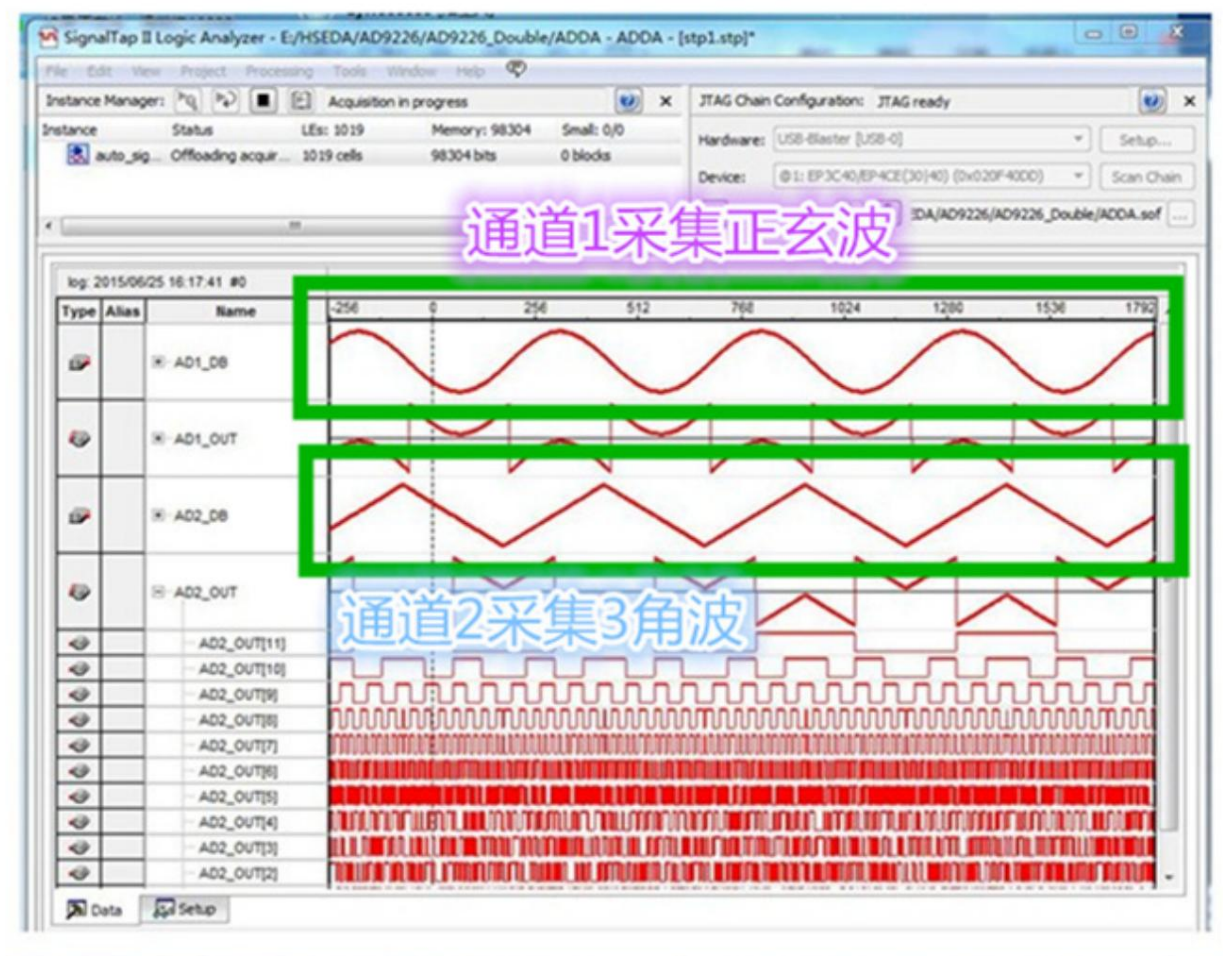 SignalTap II Logic Analyzer - E:/HSEDA/AD9226/AD9226_Double/ADDA - ADDA - [stp1.stp]*
File Edit View Project Processing Tools Window Help
Instance Manager: Acquisition in progress
JTAG Chain Configuration: JTAG ready
Instance Status LEs: 1019 Memory: 98304 Small: 0/0
auto_sig... Offloading acquir... 1019 cells 98304 bits 0 blocks
Hardware: USB-Blaster [USB-0] Setup...
Device: @1: EP3C40/EP4CE(30|40) (0x020F40DD) Scan Chain
EDA/AD9226/AD9226_Double/ADDA.sof ...
通道1采集正玄波
log: 2015/06/25 16:17:41 #0
Type Alias Name -256 0 256 512 768 1024 1280 1536 1792
AD1_DB
AD1_OUT
AD2_DB
AD2_OUT
通道2采集3角波
AD2_OUT[11]
AD2_OUT[10]
AD2_OUT[9]
AD2_OUT[8]
AD2_OUT[7]
AD2_OUT[6]
AD2_OUT[5]
AD2_OUT[4]
AD2_OUT[3]
AD2_OUT[2]
Data Setup